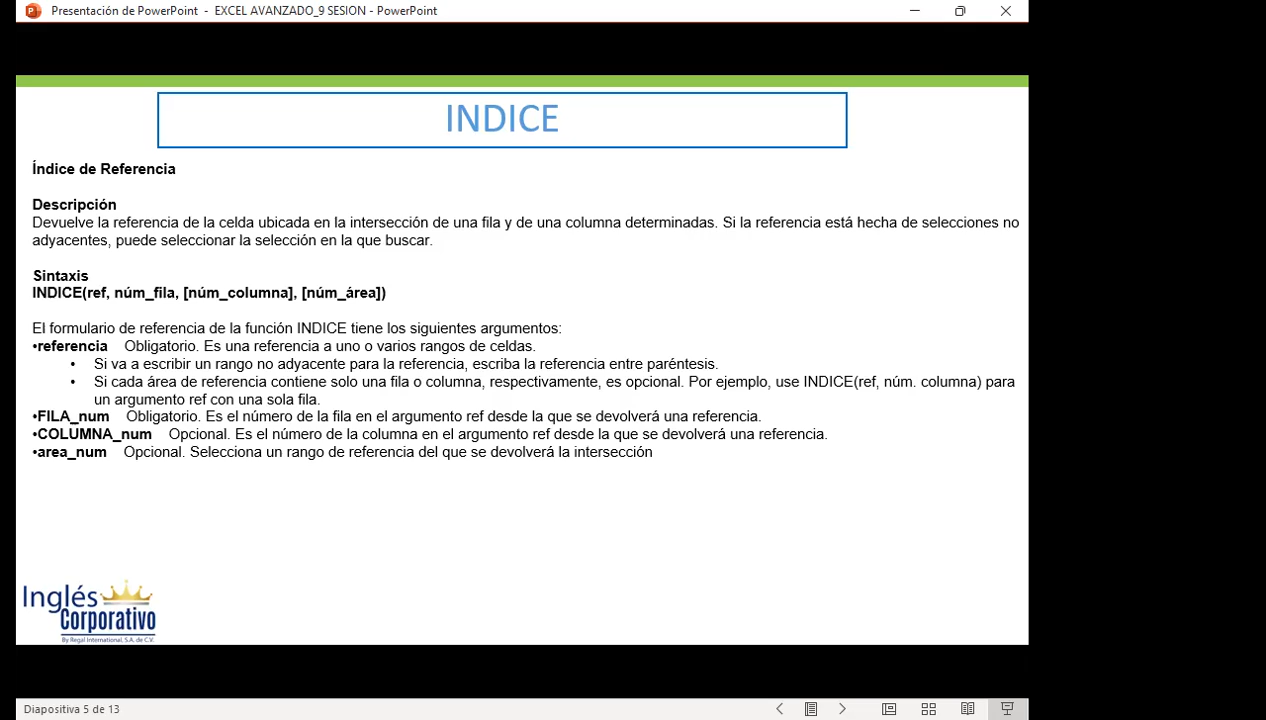 Presentación de PowerPoint - EXCEL AVANZADO_9 SESION - PowerPoint
INDICE
Índice de Referencia
Descripción
Devuelve la referencia de la celda ubicada en la intersección de una fila y de una columna determinadas. Si la referencia está hecha de selecciones no
adyacentes, puede seleccionar la selección en la que buscar.
Sintaxis
INDICE(ref, núm_fila, [núm_columna], [núm_área])
El formulario de referencia de la función INDICE tiene los siguientes argumentos:
•referencia Obligatorio. Es una referencia a uno o varios rangos de celdas.
• Si va a escribir un rango no adyacente para la referencia, escriba la referencia entre paréntesis.
• Si cada área de referencia contiene solo una fila o columna, respectivamente, es opcional. Por ejemplo, use INDICE(ref, núm. columna) para
un argumento ref con una sola fila.
•FILA_num Obligatorio. Es el número de la fila en el argumento ref desde la que se devolverá una referencia.
•COLUMNA_num Opcional. Es el número de la columna en el argumento ref desde la que se devolverá una referencia.
•area_num Opcional. Selecciona un rango de referencia del que se devolverá la intersección
Inglés
Corporativo
By Regal International, S.A. de C.V.
Diapositiva 5 de 13